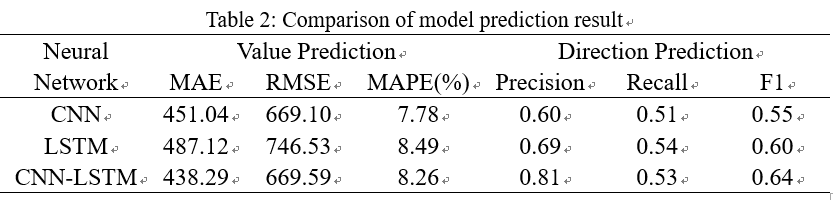 Table 2: Comparison of model prediction result
Neural Network Value Prediction Direction Prediction
MAE RMSE MAPE(%) Precision Recall F1
CNN 451.04 669.10 7.78 0.60 0.51 0.55
LSTM 487.12 746.53 8.49 0.69 0.54 0.60
CNN-LSTM 438.29 669.59 8.26 0.81 0.53 0.64